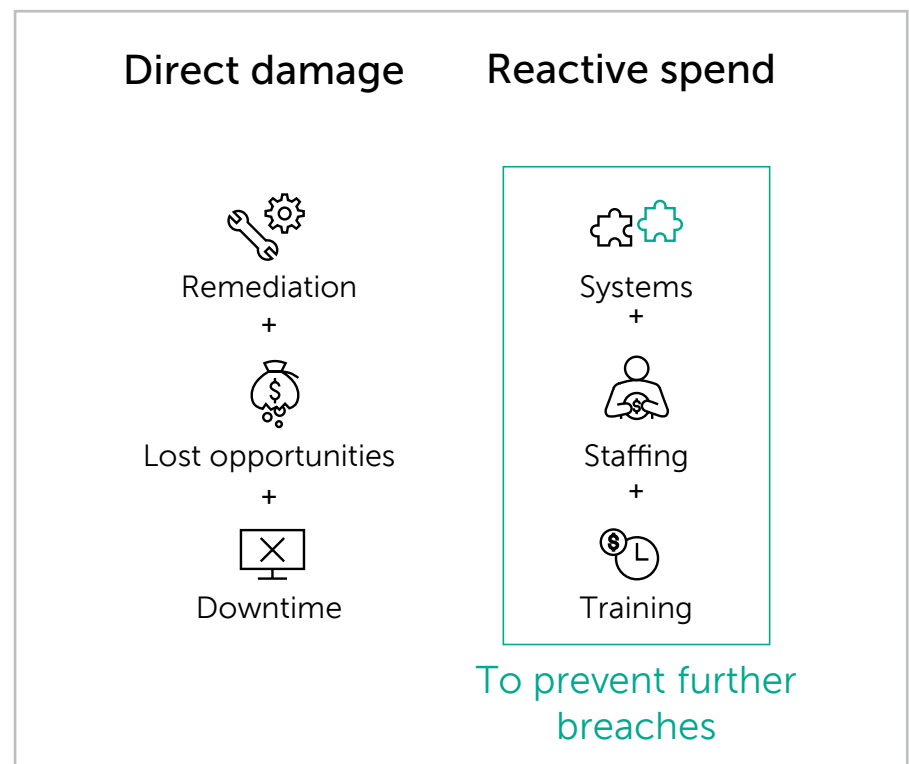 Direct damage
Reactive spend
Remediation
+
Lost opportunities
+
Downtime
$
Systems
+
Staffing
$
+
$
Training
To prevent further
breaches